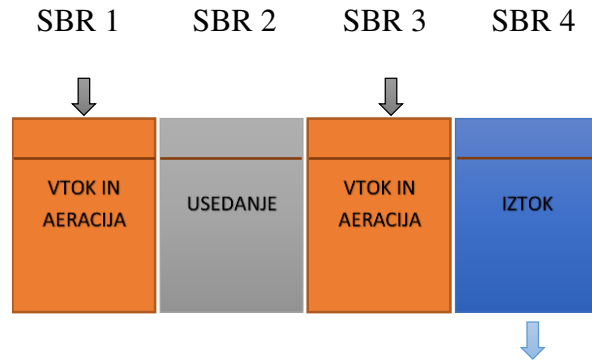 SBR 1 SBR 2 SBR 3 SBR 4
VTOK IN
AERACIJA
USEDANJE
VTOK IN
AERACIJA
IZTOK